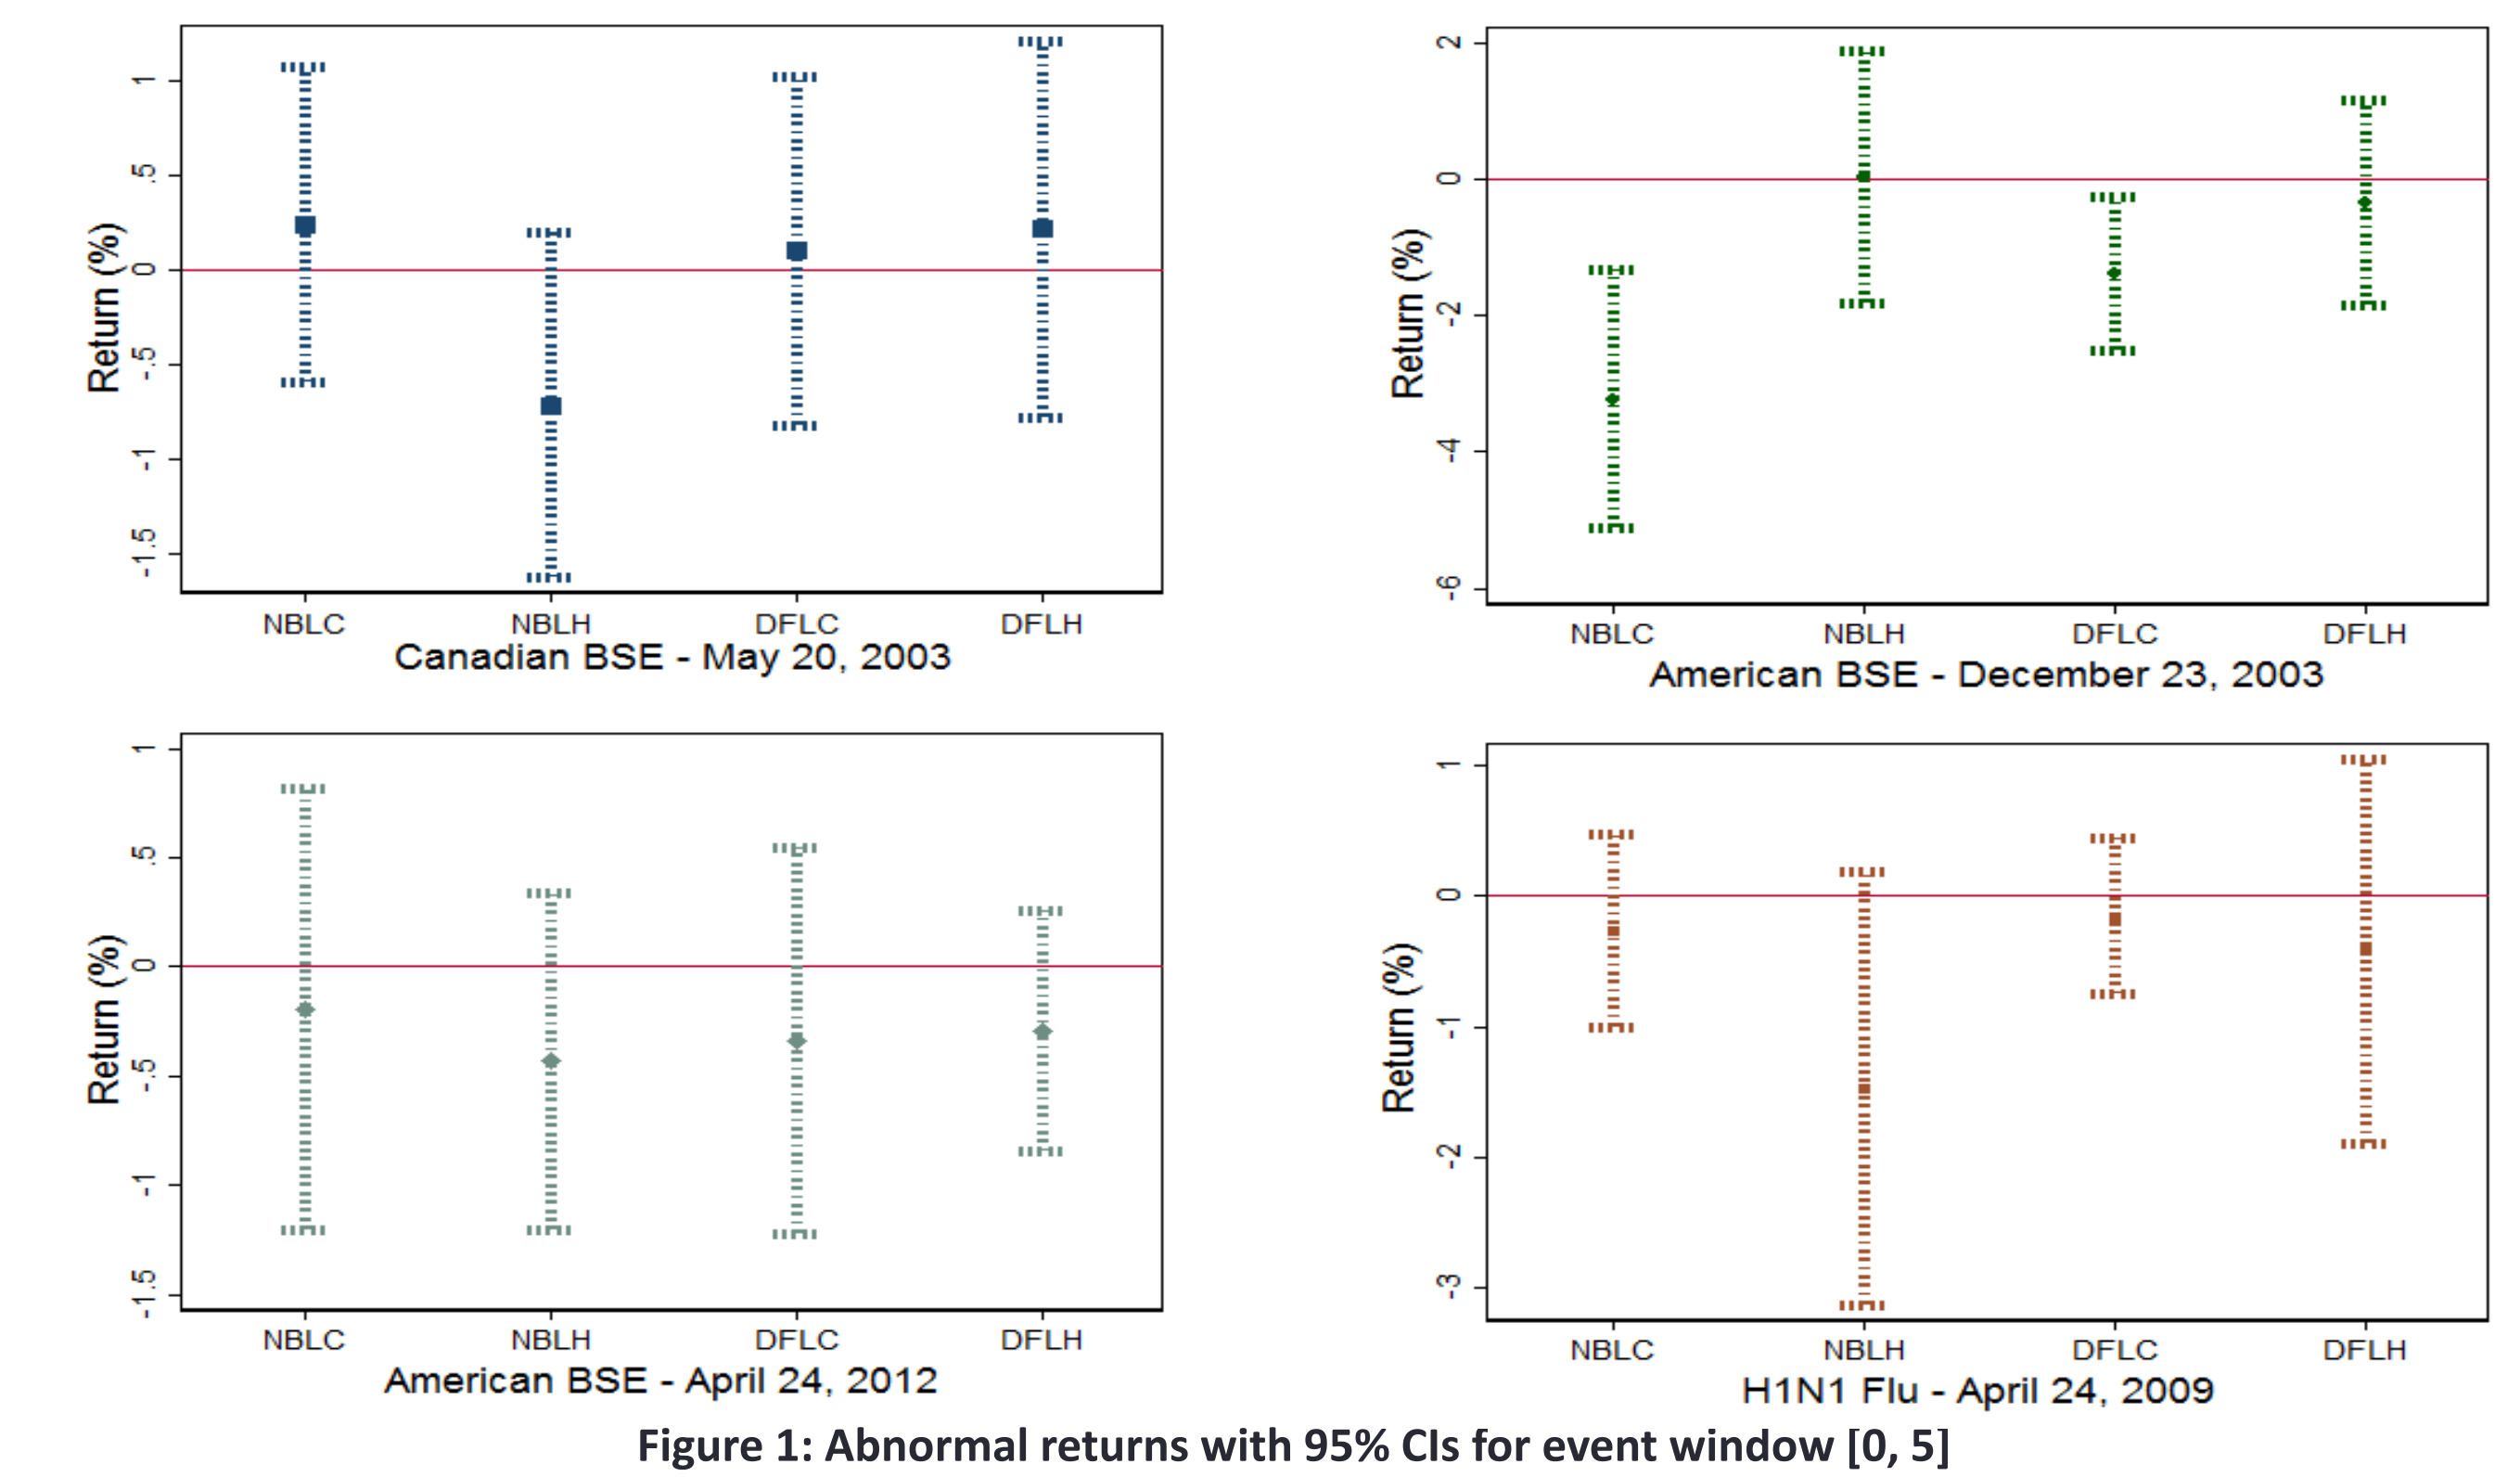 Return (%)
1
.5
0
-.5
-1
-1.5
NBLC NBLH DFLC DFLH
Canadian BSE - May 20, 2003
Return (%)
2
0
-2
-4
-6
NBLC NBLH DFLC DFLH
American BSE - December 23, 2003
Return (%)
1
.5
0
-.5
-1
-1.5
NBLC NBLH DFLC DFLH
American BSE - April 24, 2012
Return (%)
1
0
-1
-2
-3
NBLC NBLH DFLC DFLH
H1N1 Flu - April 24, 2009
Figure 1: Abnormal returns with 95% CIs for event window [0, 5]